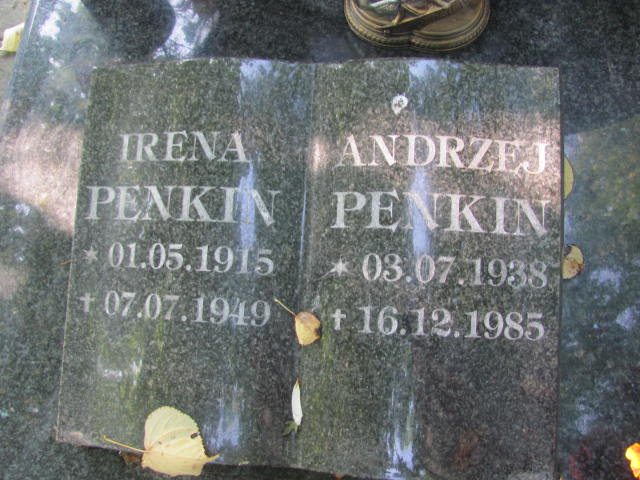 IRENA
PENKIN
* 01.05.1915
✝ 07.07.1949
ANDRZEJ
PENKIN
* 03.07.1938
✝ 16.12.1985